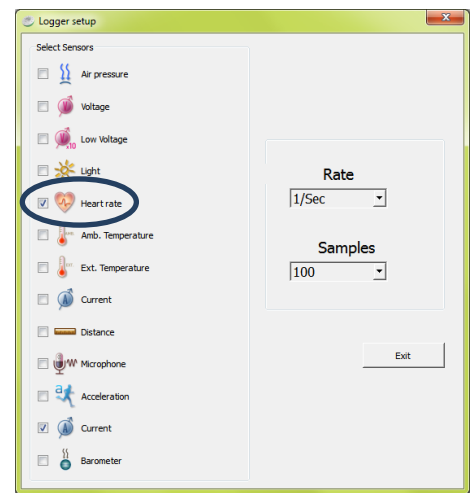 Logger setup
x
Select Sensors
Air pressure
Voltage
x10
Low Voltage
Light
Heart rate
Amb. Temperature
Ext. Temperature
Current
Distance
Microphone
a
Acceleration
Current
Barometer
Rate
1/Sec
Samples
100
Exit